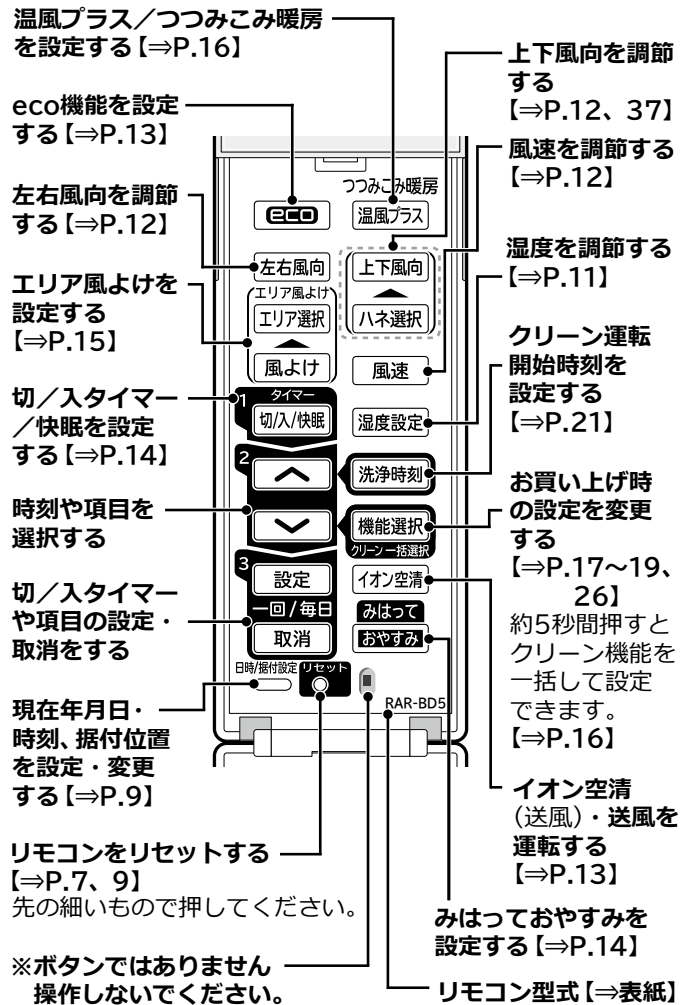 温風プラス／つつみこみ暖房
を設定する【⇒P.16】
eco機能を設定
する【⇒P.13】
左右風向を調節
する【⇒P.12】
エリア風よけを
設定する
【⇒P.15】
切／入タイマー
／快眠を設定
する【⇒P.14】
時刻や項目を
選択する
切／入タイマー
や項目の設定・
取消をする
現在年月日・
時刻、据付位置
を設定・変更
する【⇒P.9】
リモコンをリセットする
【⇒P.7、9】
先の細いもので押してください。
※ボタンではありません
操作しないでください。
つつみこみ暖房
eco
温風プラス
左右風向
上下風向
エリア風よけ
エリア選択
ハネ選択
風よけ
風速
1
タイマー
切/入/快眠
湿度設定
2
洗浄時刻
機能選択
クリーン一括選択
3
設定
イオン空清
一回/毎日
みはって
取消
おやすみ
日時/据付設定
リセット
RAR-BD5
上下風向を調節
する
【⇒P.12、37】
風速を調節する
【⇒P.12】
湿度を調節する
【⇒P.11】
クリーン運転
開始時刻を
設定する
【⇒P.21】
お買い上げ時
の設定を変更
する
【⇒P.17〜19、
26】
約5秒間押すと
クリーン機能を
一括して設定
できます。
【⇒P.16】
イオン空清
（送風）・送風を
運転する
【⇒P.13】
みはっておやすみを
設定する【⇒P.14】
リモコン型式【⇒表紙】